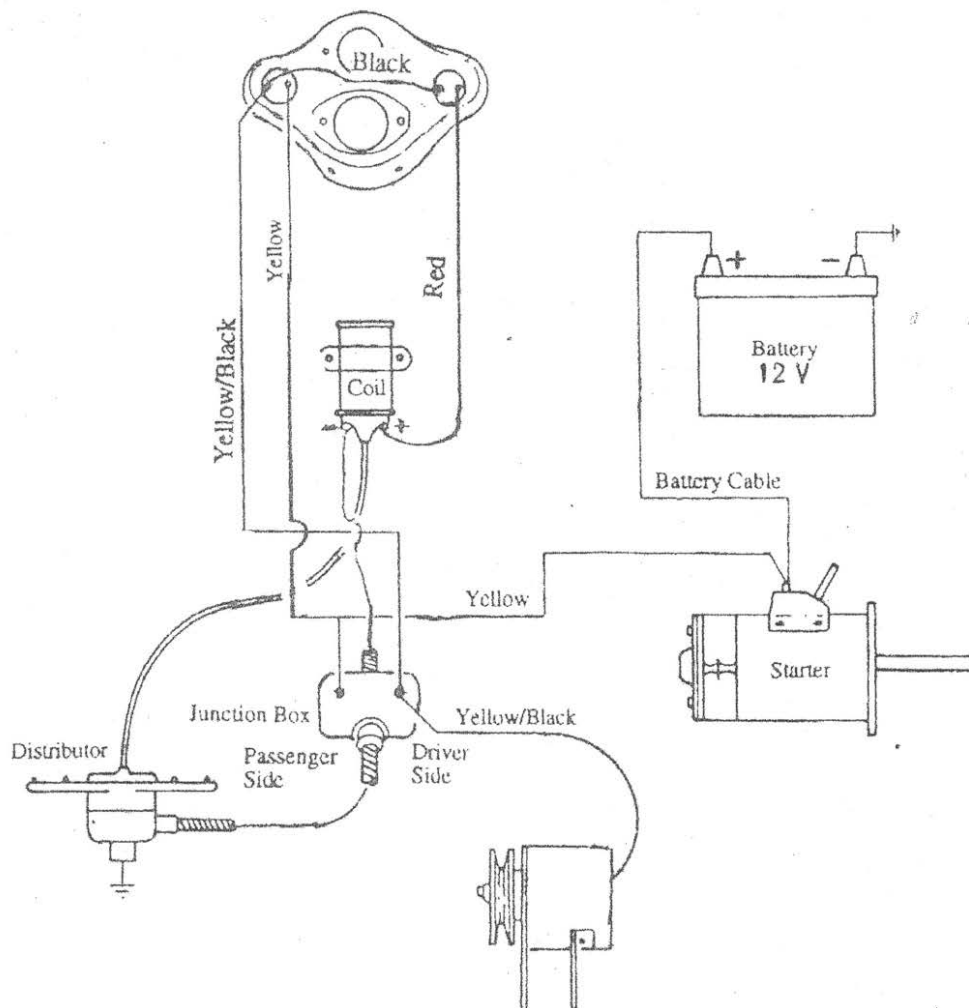 Black
Yellow
Red
Yellow/Black
+ −
Battery
12 V
Coil
− +
Battery Cable
Yellow
Starter
Junction Box
Yellow/Black
Distributor
Passenger
Side
Driver
Side